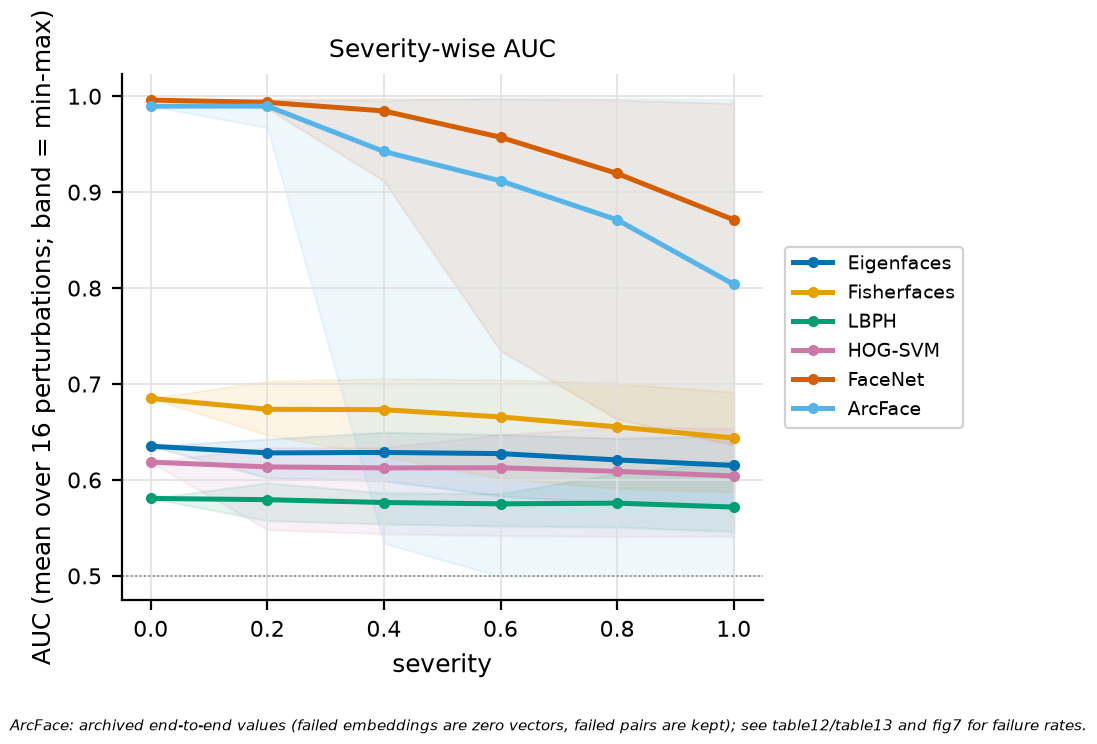 Severity-wise AUC
AUC (mean over 16 perturbations; band = min-max)
1.0
0.9
0.8
0.7
0.6
0.5
0.0 0.2 0.4 0.6 0.8 1.0
severity
Eigenfaces
Fisherfaces
LBPH
HOG-SVM
FaceNet
ArcFace
ArcFace: archived end-to-end values (failed embeddings are zero vectors, failed pairs are kept); see table12/table13 and fig7 for failure rates.